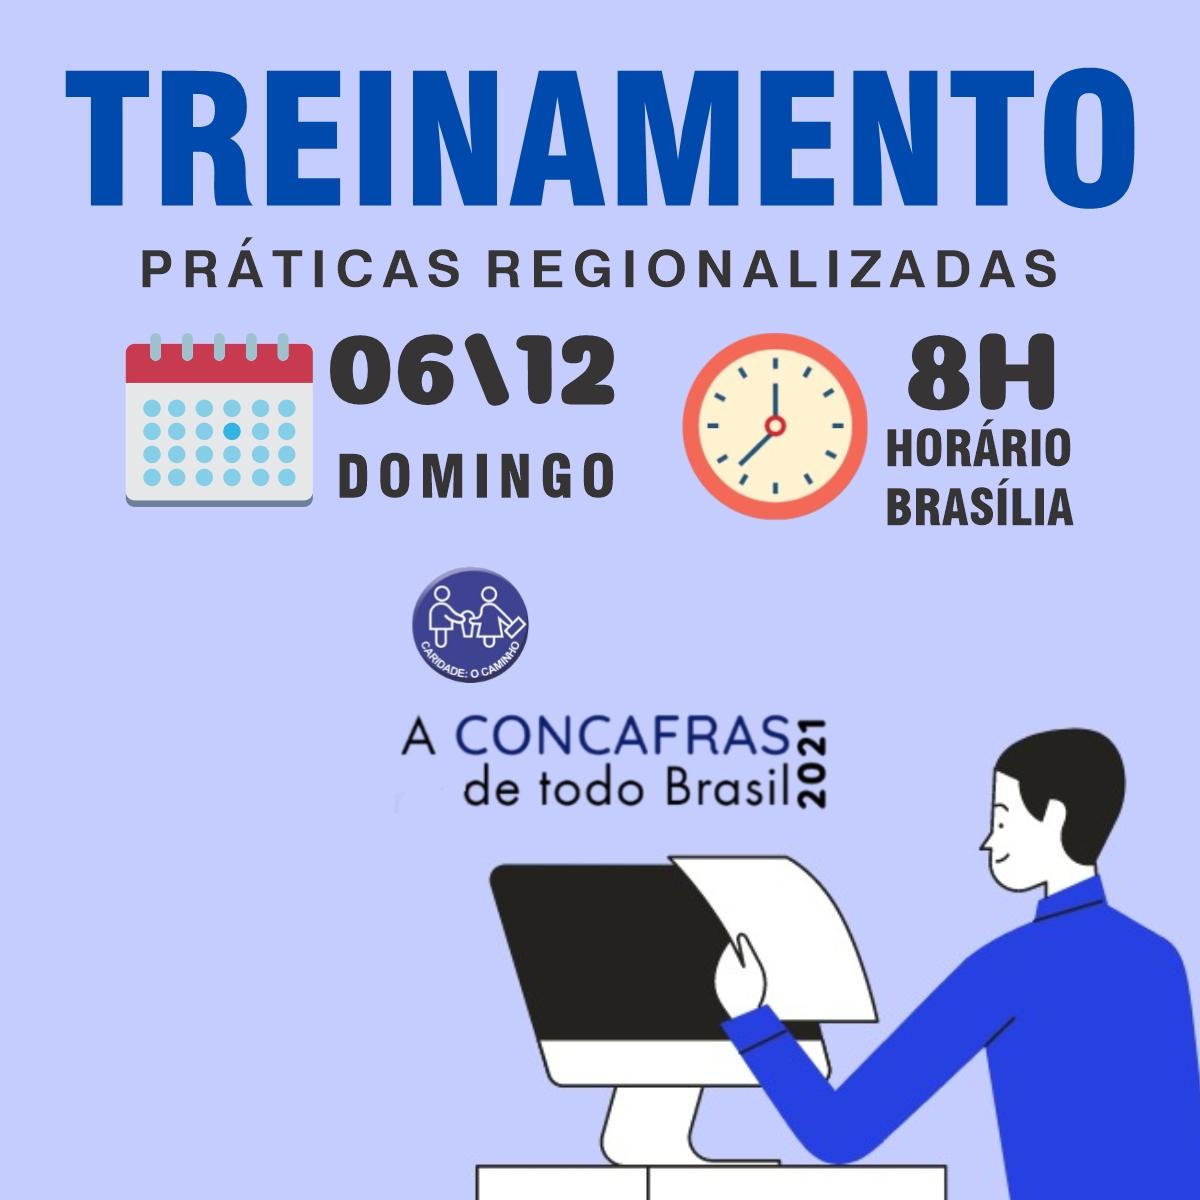 TREINAMENTO
PRÁTICAS REGIONALIZADAS
06\12
DOMINGO
8H
HORÁRIO
BRASÍLIA
CARIDADE: O CAMINHO
A CONCAFRAS
de todo Brasil
2021